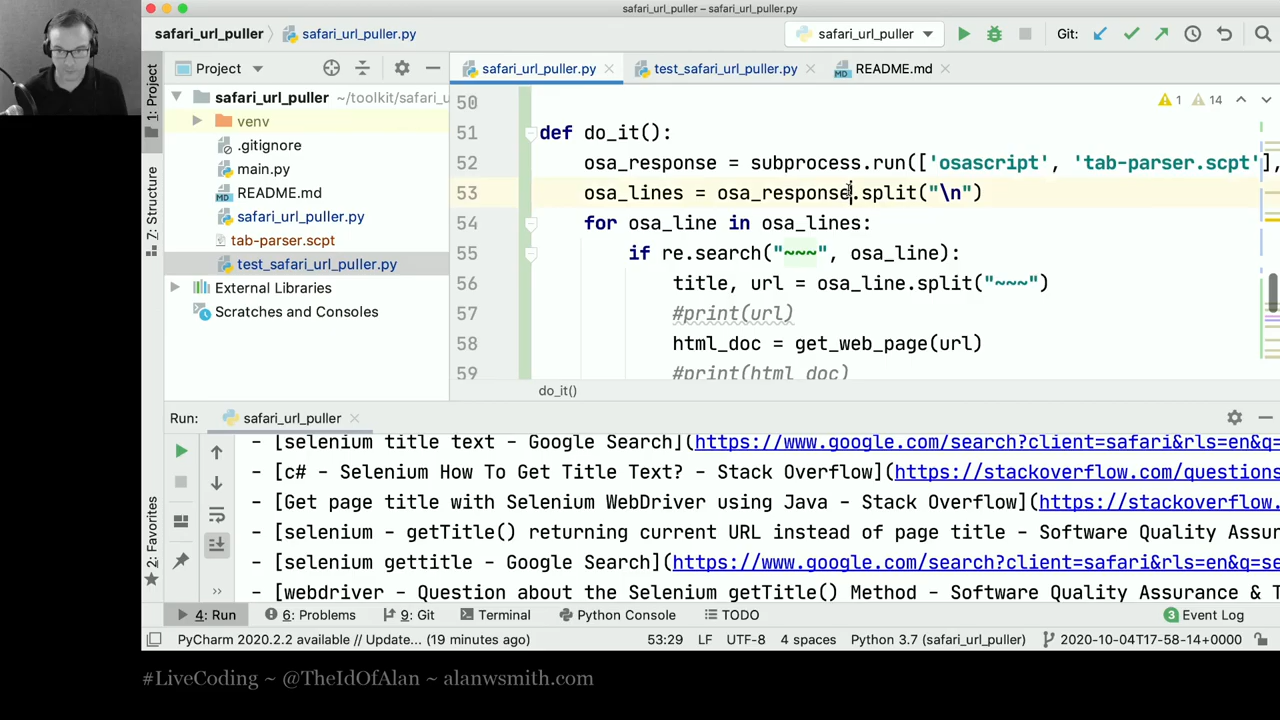 safari_url_puller – safari_url_puller.py
safari_url_puller
safari_url_puller.py
safari_url_puller
Git:
1: Project
Z: Structure
2: Favorites
Project
safari_url_puller ~/toolkit/safari_u
venv
.gitignore
main.py
README.md
safari_url_puller.py
tab-parser.scpt
test_safari_url_puller.py
External Libraries
Scratches and Consoles
safari_url_puller.py
test_safari_url_puller.py
README.md
1 14
50
51 def do_it():
52 osa_response = subprocess.run(['osascript', 'tab-parser.scpt'],
53 osa_lines = osa_response.split("\n")
54 for osa_line in osa_lines:
55 if re.search("~~~", osa_line):
56 title, url = osa_line.split("~~~")
57 #print(url)
58 html_doc = get_web_page(url)
59 #print(html_doc)
do_it()
Run: safari_url_puller
- [selenium title text - Google Search](https://www.google.com/search?client=safari&rls=en&q=
- [c# - Selenium How To Get Title Text? - Stack Overflow](https://stackoverflow.com/questions
- [Get page title with Selenium WebDriver using Java - Stack Overflow](https://stackoverflow.
- [selenium - getTitle() returning current URL instead of page title - Software Quality Assura
- [selenium gettitle - Google Search](https://www.google.com/search?client=safari&rls=en&q=se
- [webdriver - Question about the Selenium getTitle() Method - Software Quality Assurance & T
4: Run 6: Problems 9: Git Terminal Python Console TODO 3 Event Log
PyCharm 2020.2.2 available // Update... (19 minutes ago) 53:29 LF UTF-8 4 spaces Python 3.7 (safari_url_puller) 2020-10-04T17-58-14+0000
#LiveCoding ~ @TheIdOfAlan ~ alanwsmith.com